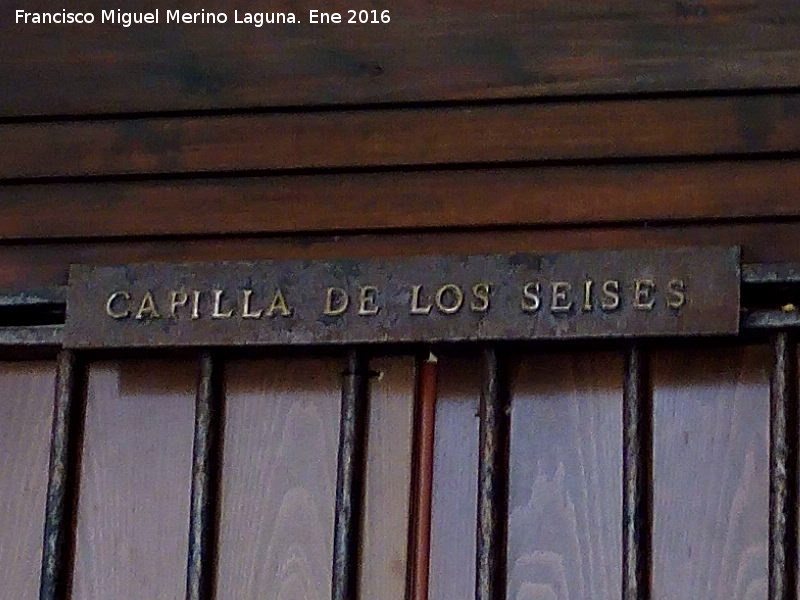 Francisco Miguel Merino Laguna. Ene 2016
CAPILLA DE LOS SEISES